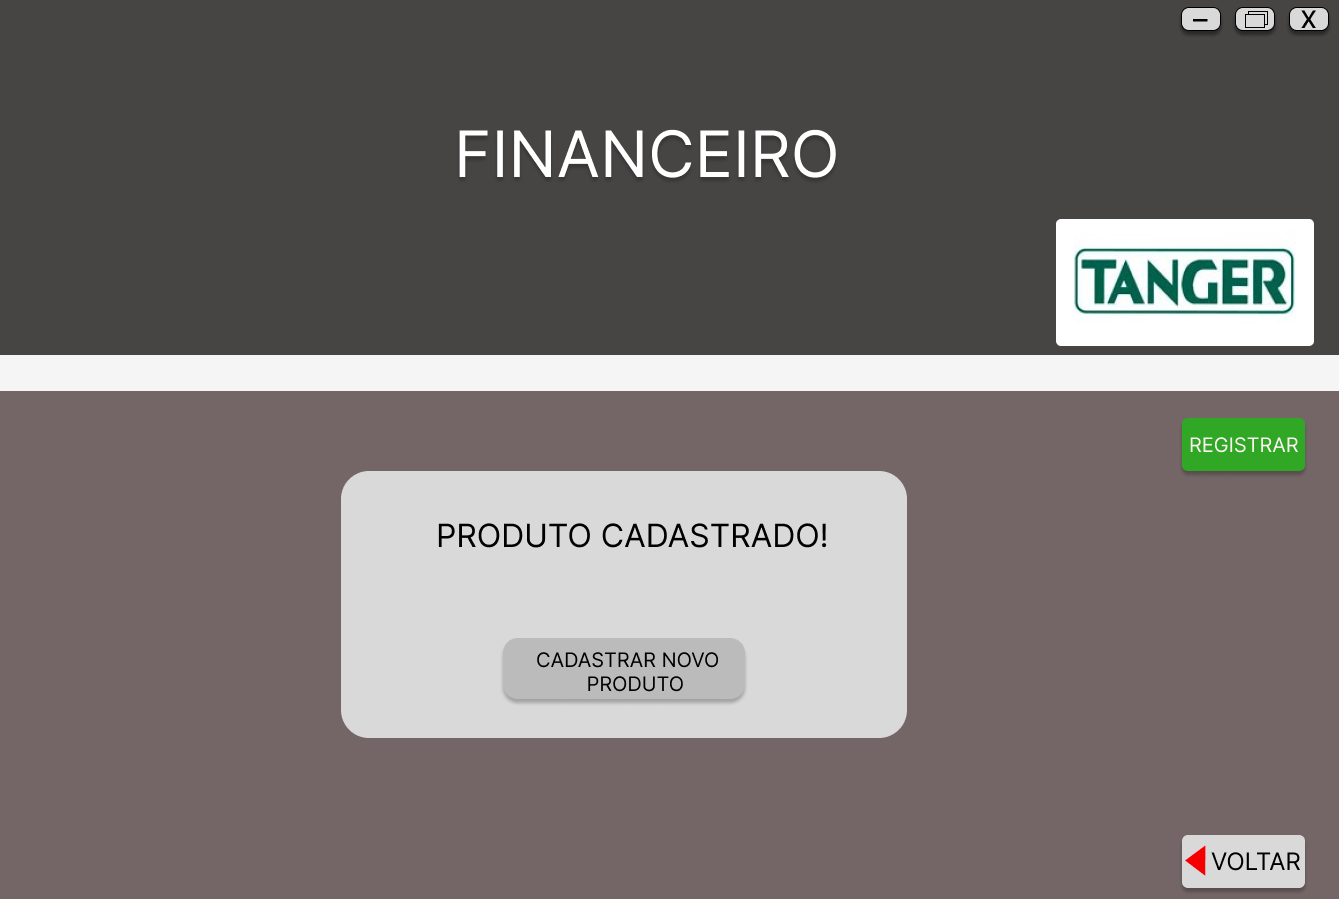 X
FINANCEIRO
TANGER
REGISTRAR
PRODUTO CADASTRADO!
CADASTRAR NOVO
PRODUTO
VOLTAR